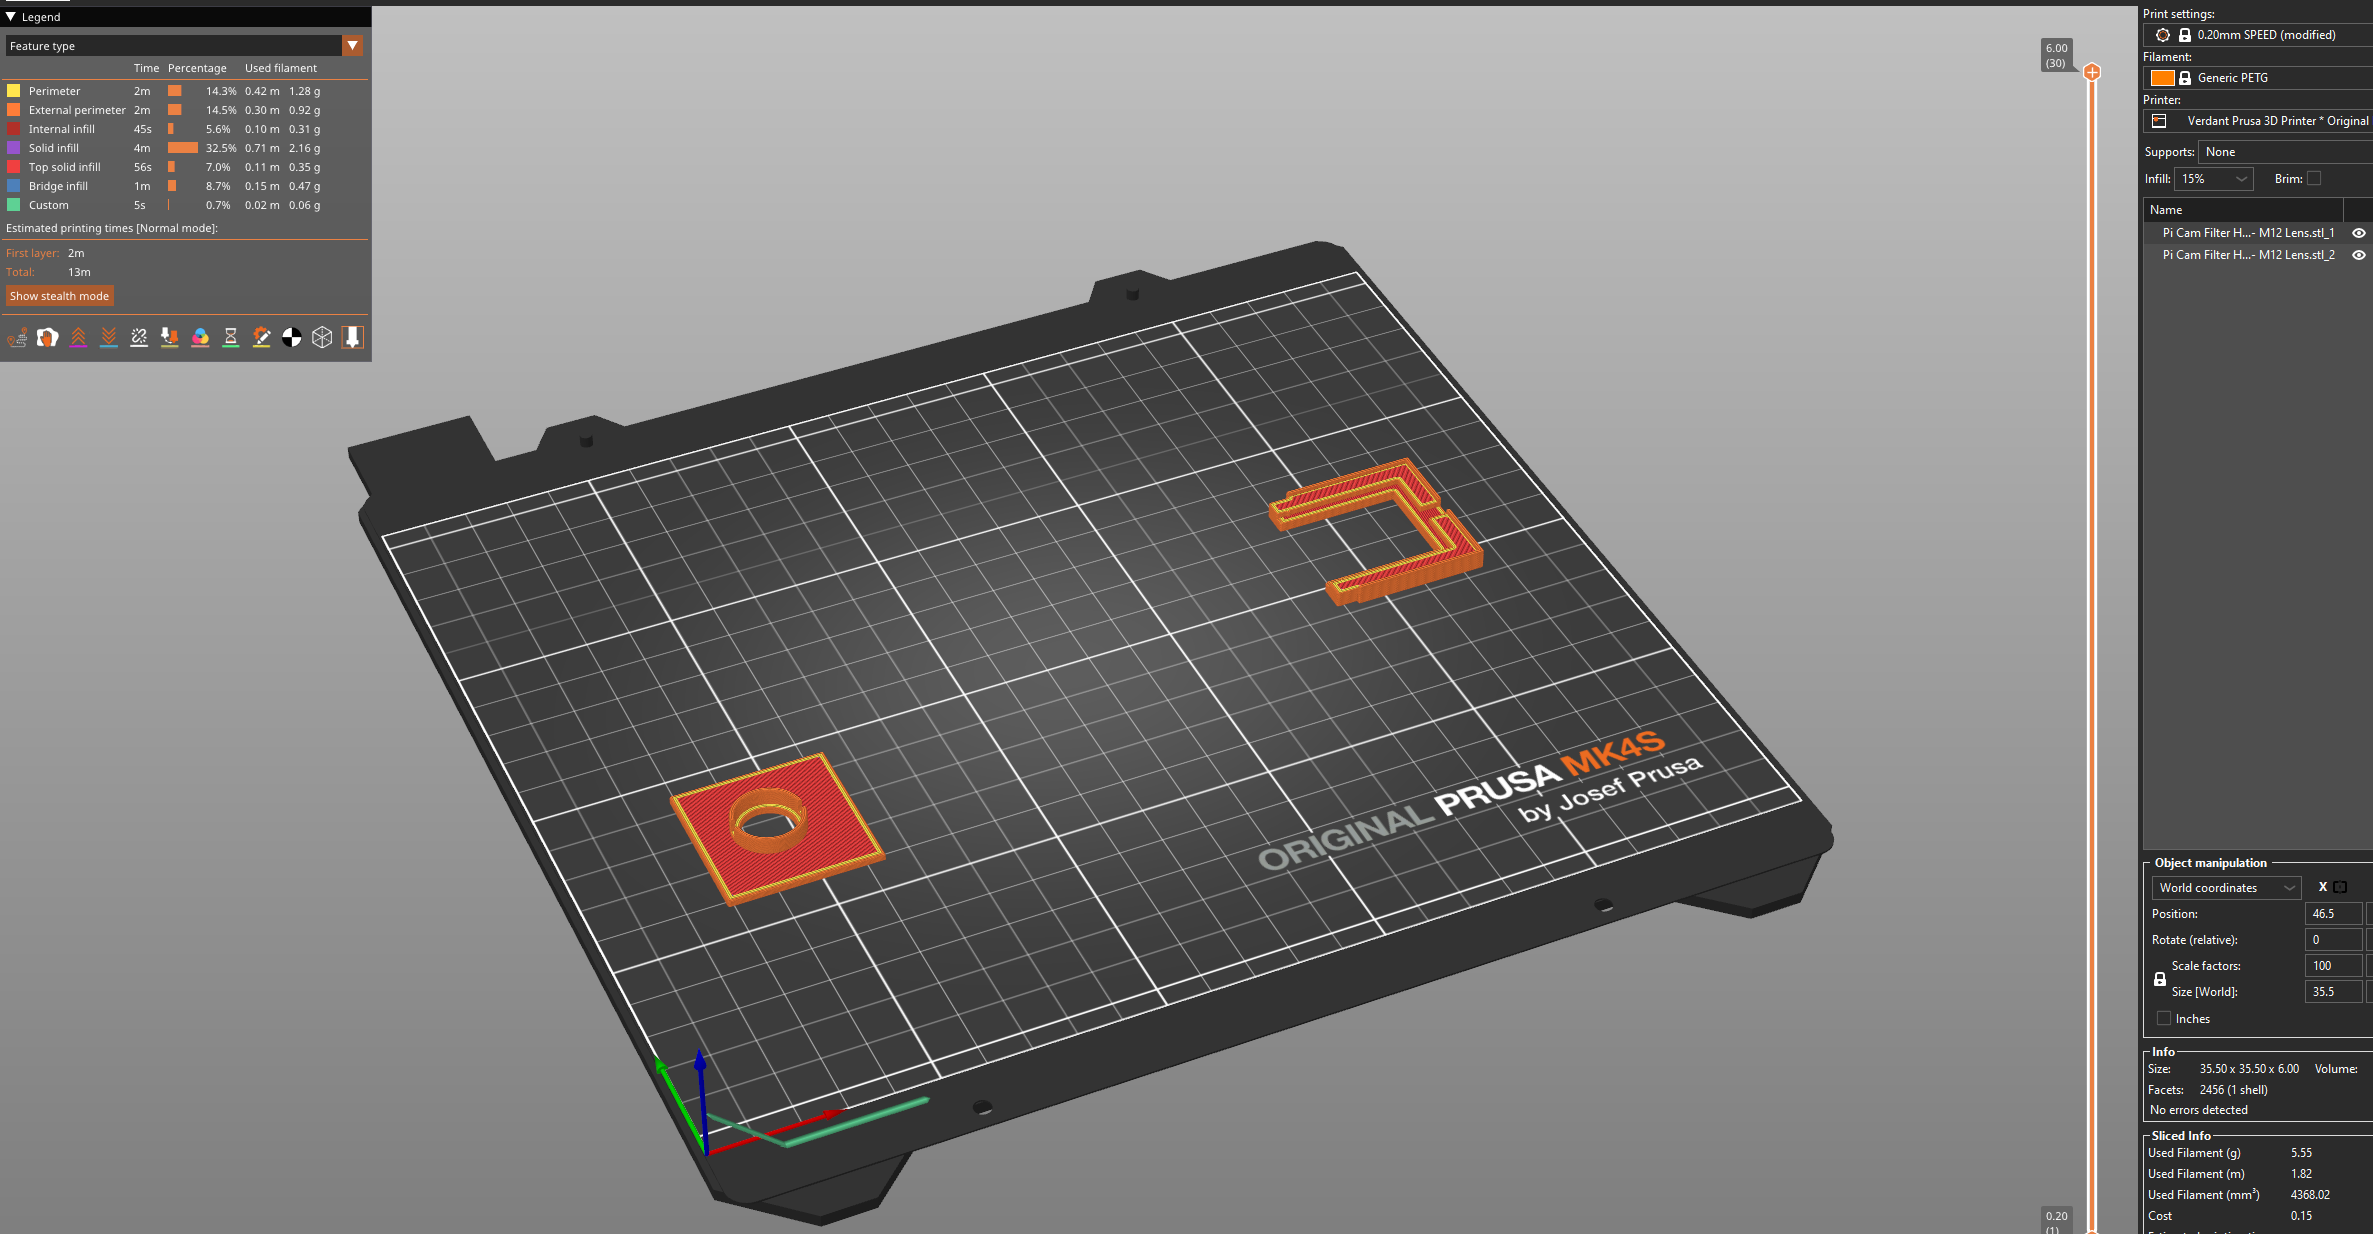 Legend
Feature type
Time Percentage Used filament
Perimeter 2m 14.3% 0.42 m 1.28 g
External perimeter 2m 14.5% 0.30 m 0.92 g
Internal infill 45s 5.6% 0.10 m 0.31 g
Solid infill 4m 32.5% 0.71 m 2.16 g
Top solid infill 56s 7.0% 0.11 m 0.35 g
Bridge infill 1m 8.7% 0.15 m 0.47 g
Custom 5s 0.7% 0.02 m 0.06 g
Estimated printing times [Normal mode]:
First layer: 2m
Total: 13m
Show stealth mode
6.00
(30)
ORIGINAL PRUSA MK4S
by Josef Prusa
0.20
(1)
Print settings:
0.20mm SPEED (modified)
Filament:
Generic PETG
Printer:
Verdant Prusa 3D Printer * Original
Supports: None
Infill: 15% Brim:
Name
Pi Cam Filter H...- M12 Lens.stl_1
Pi Cam Filter H...- M12 Lens.stl_2
Object manipulation
World coordinates X
Position: 46.5
Rotate (relative): 0
Scale factors: 100
Size [World]: 35.5
Inches
Info
Size: 35.50 x 35.50 x 6.00 Volume:
Facets: 2456 (1 shell)
No errors detected
Sliced Info
Used Filament (g) 5.55
Used Filament (m) 1.82
Used Filament (mm³) 4368.02
Cost 0.15